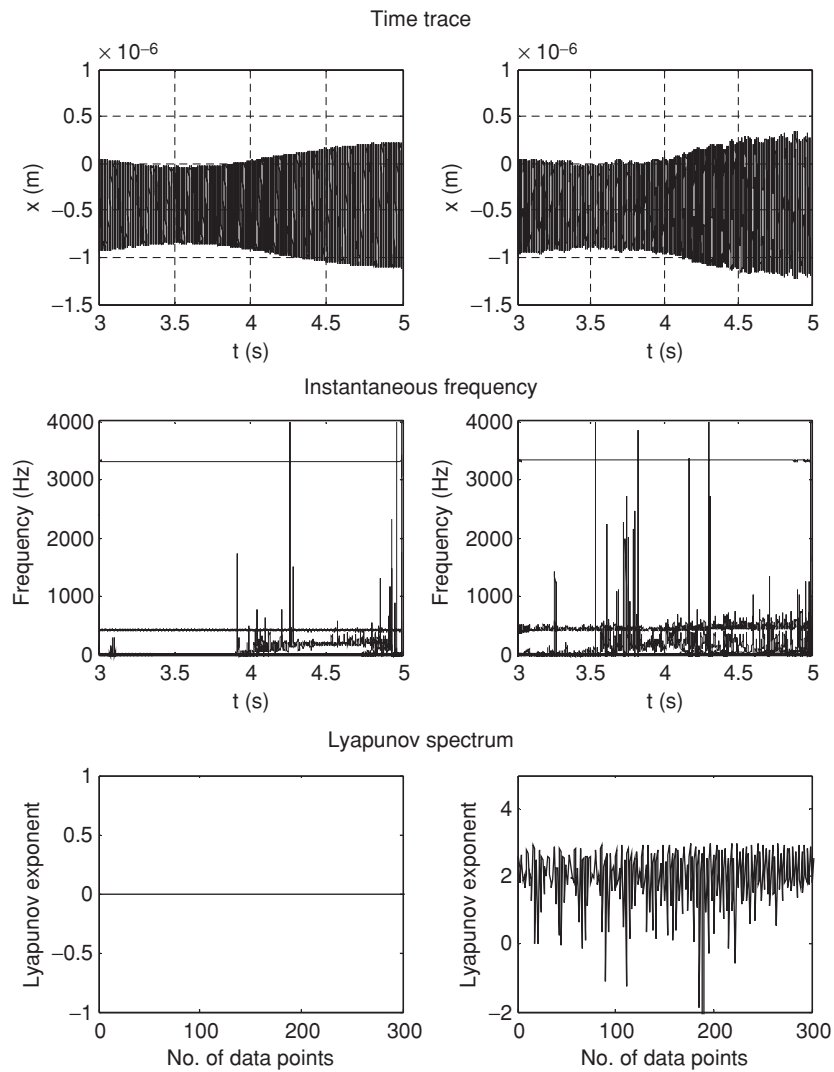 Time trace
× 10–6 × 10–6
1 1
0.5 0.5
0 0
–0.5 –0.5
–1 –1
–1.5 –1.5
x (m) x (m)
3 3.5 4 4.5 5 3 3.5 4 4.5 5
t (s) t (s)
Instantaneous frequency
4000 4000
3000 3000
2000 2000
1000 1000
0 0
Frequency (Hz) Frequency (Hz)
3 3.5 4 4.5 5 3 3.5 4 4.5 5
t (s) t (s)
Lyapunov spectrum
1
0.5 4
0 2
–0.5 0
–1 –2
Lyapunov exponent Lyapunov exponent
0 100 200 300 0 100 200 300
No. of data points No. of data points